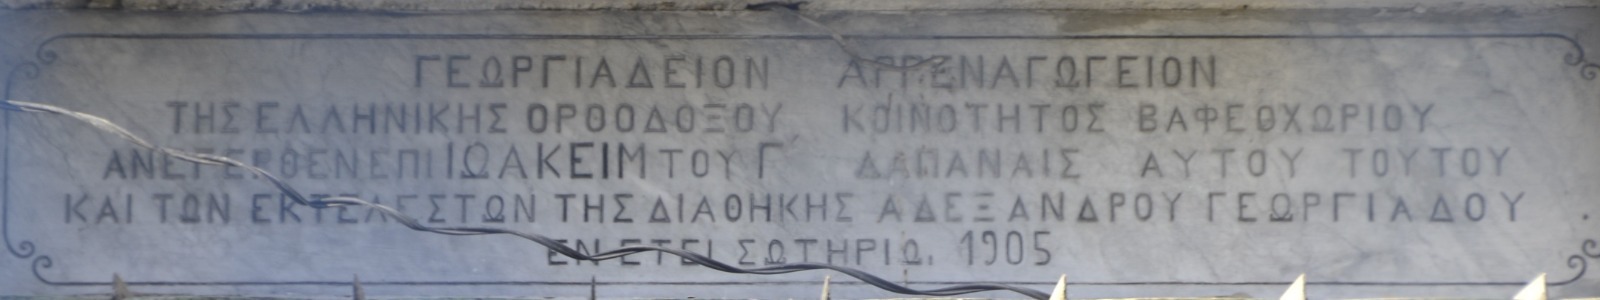 ΓΕΩΡΓΙΑΔΕΙΟΝ ΑΡΡΕΝΑΓΩΓΕΙΟΝ
ΤΗΣ ΕΛΛΗΝΙΚΗΣ ΟΡΘΟΔΟΞΟΥ ΚΟΙΝΟΤΗΤΟΣ ΒΑΦΕΟΧΩΡΙΟΥ
ΑΝΕΓΕΡΘΕΝ ΕΠΙ ΙΩΑΚΕΙΜ ΤΟΥ Γ ΔΑΠΑΝΑΙΣ ΑΥΤΟΥ ΤΟΥΤΟΥ
ΚΑΙ ΤΩΝ ΕΚΤΕΛΕΣΤΩΝ ΤΗΣ ΔΙΑΘΗΚΗΣ ΑΛΕΞΑΝΔΡΟΥ ΓΕΩΡΓΙΑΔΟΥ
ΕΝ ΕΤΕΙ ΣΩΤΗΡΙΩ. 1905